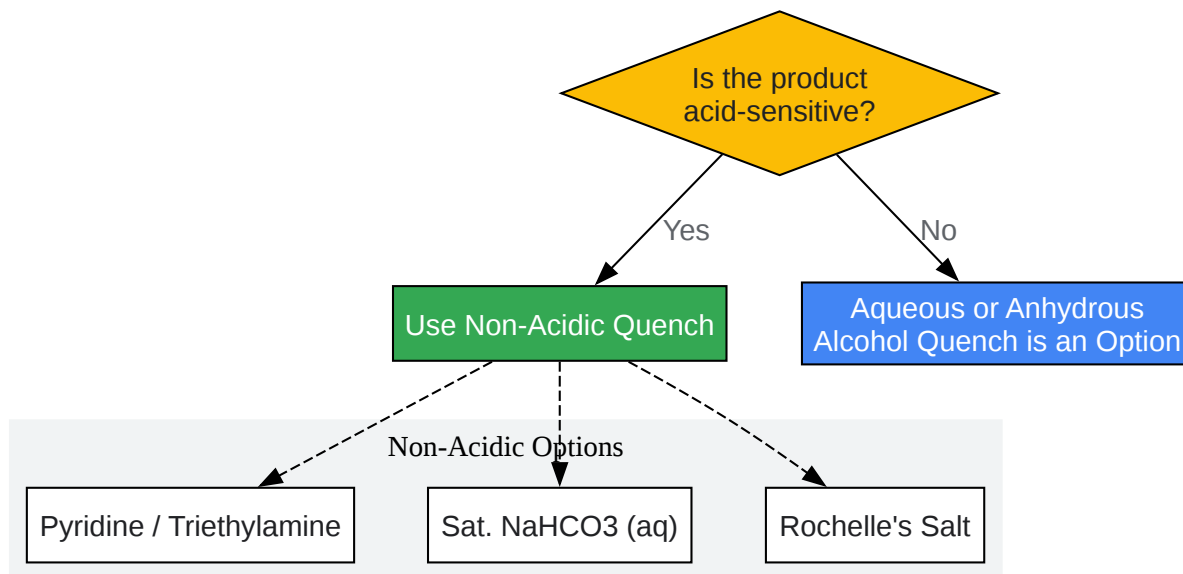 Is the product
acid-sensitive?
Yes
No
Use Non-Acidic Quench
Aqueous or Anhydrous
Alcohol Quench is an Option
Non-Acidic Options
Pyridine / Triethylamine
Sat. NaHCO3 (aq)
Rochelle's Salt